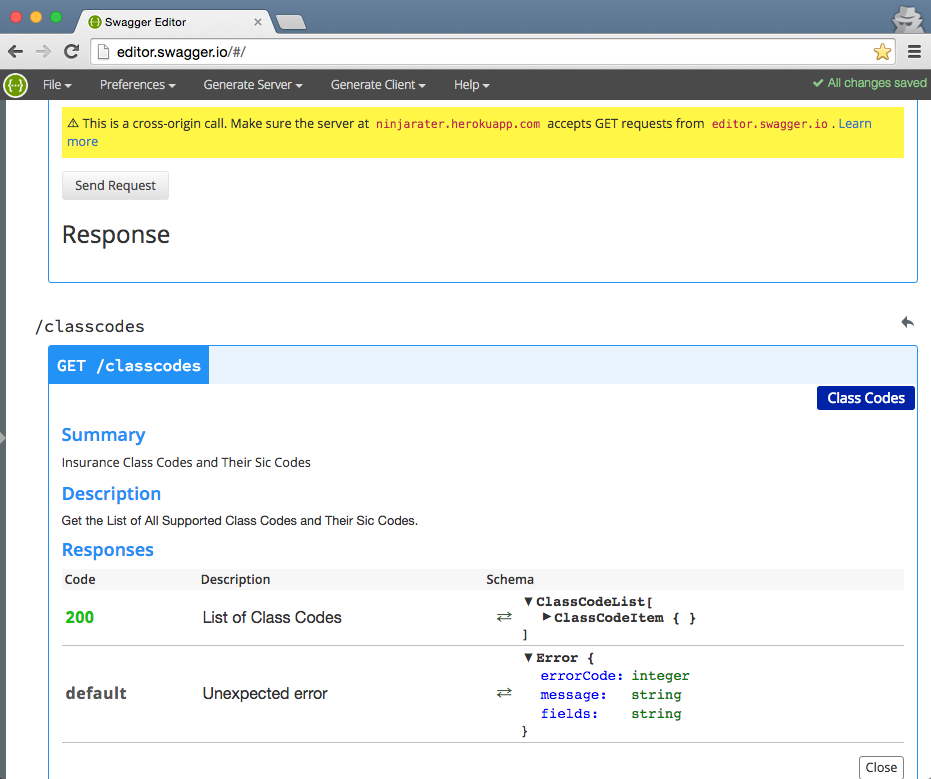 Swagger Editor
editor.swagger.io/#/
File Preferences Generate Server Generate Client Help All changes saved
This is a cross-origin call. Make sure the server at ninjarater.herokuapp.com accepts GET requests from editor.swagger.io . Learn
more
Send Request
Response
/classcodes
GET /classcodes
Class Codes
Summary
Insurance Class Codes and Their Sic Codes
Description
Get the List of All Supported Class Codes and Their Sic Codes.
Responses
Code Description Schema
200 List of Class Codes ⇄ ▼ClassCodeList[
▶ClassCodeItem { }
]
default Unexpected error ⇄ ▼Error {
errorCode: integer
message: string
fields: string
}
Close